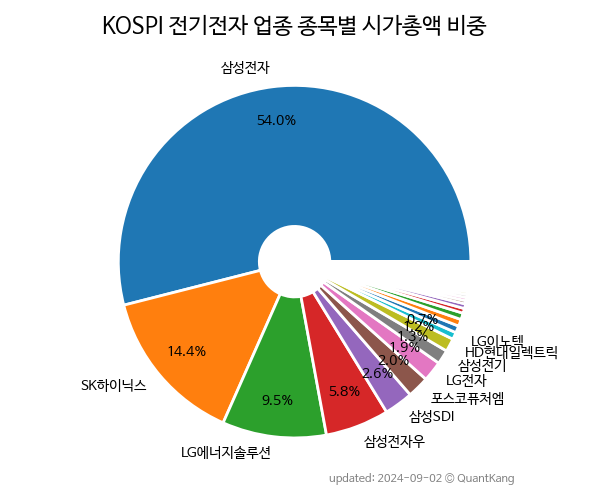 KOSPI 전기전자 업종 종목별 시가총액 비중
삼성전자
54.0%
SK하이닉스
14.4%
LG에너지솔루션
9.5%
삼성전자우
5.8%
삼성SDI
2.6%
포스코퓨처엠
2.0%
LG전자
1.9%
삼성전기
1.3%
HD현대일렉트릭
1.2%
LG이노텍
0.7%
updated: 2024-09-02 © QuantKang